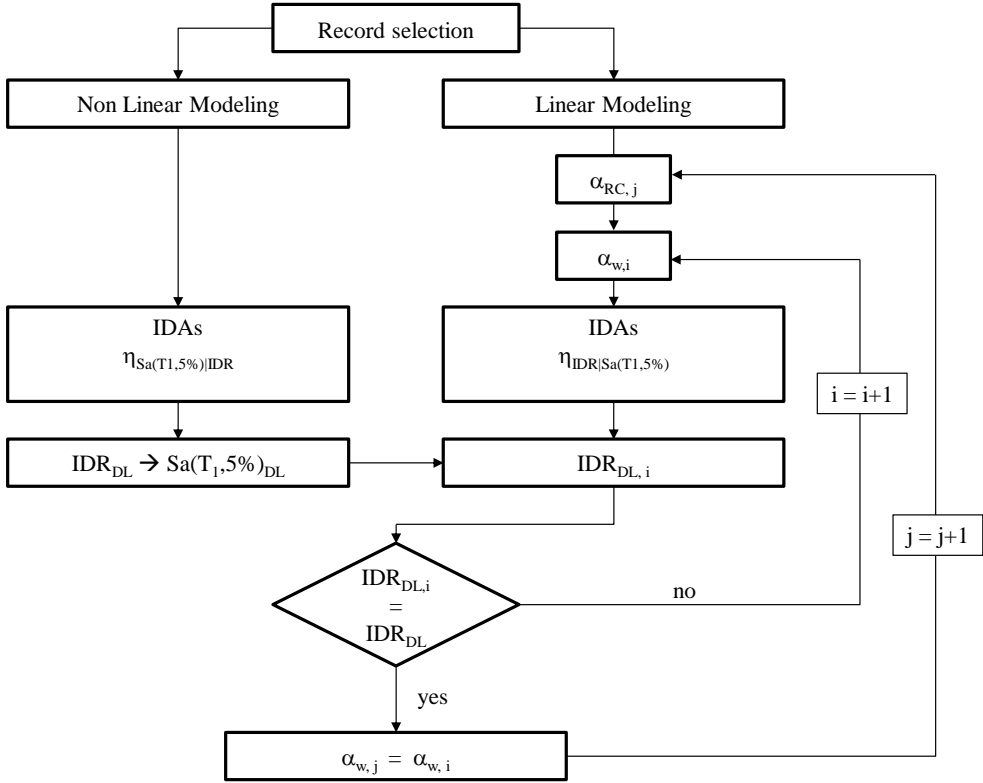 Record selection
Non Linear Modeling
Linear Modeling
α_RC, j
α_w,i
IDAs
η_Sa(T1,5%)|IDR
IDAs
η_IDR|Sa(T1,5%)
i = i+1
IDR_DL → Sa(T_1,5%)_DL
IDR_DL, i
j = j+1
IDR_DL,i
=
IDR_DL
no
yes
α_w, j = α_w, i